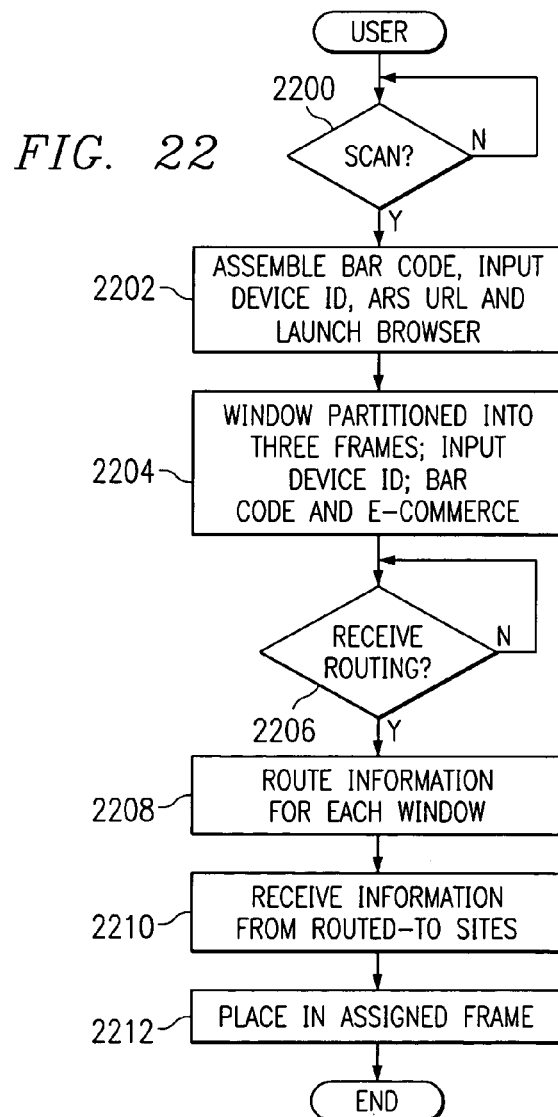 USER
2200
FIG. 22
SCAN?
N
Y
2202
ASSEMBLE BAR CODE, INPUT
DEVICE ID, ARS URL AND
LAUNCH BROWSER
2204
WINDOW PARTITIONED INTO
THREE FRAMES; INPUT
DEVICE ID; BAR
CODE AND E-COMMERCE
RECEIVE
ROUTING?
N
2206
Y
2208
ROUTE INFORMATION
FOR EACH WINDOW
2210
RECEIVE INFORMATION
FROM ROUTED-TO SITES
2212
PLACE IN ASSIGNED FRAME
END